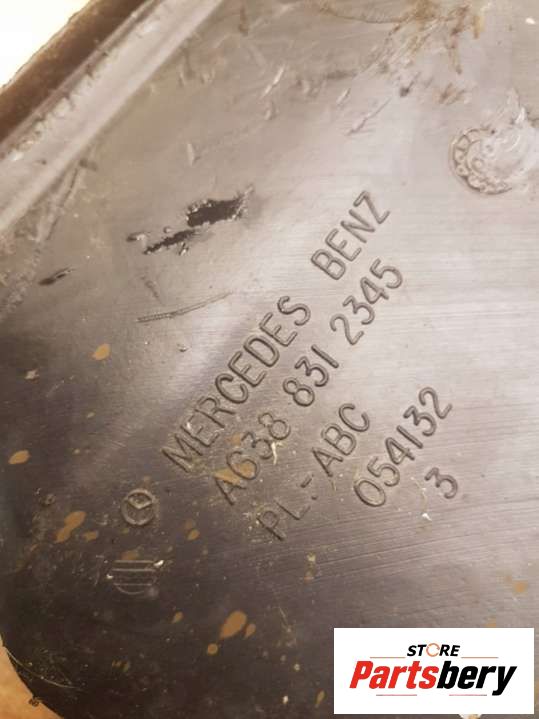 MERCEDES BENZ
A638 831 2345
PL.-ABC 054132
3
STORE
Partsbery